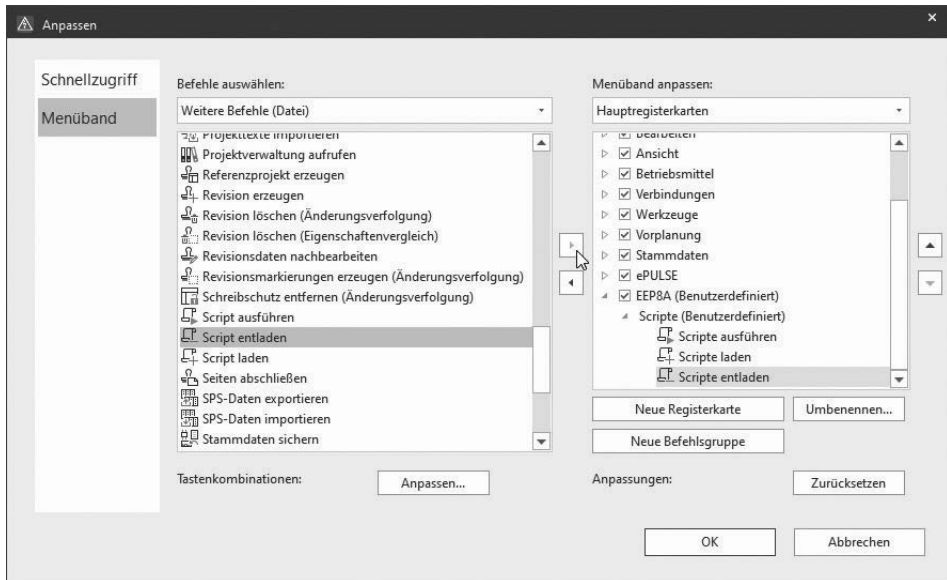 Anpassen
Schnellzugriff
Menüband
Befehle auswählen:
Weitere Befehle (Datei)
Projekttexte importieren
Projektverwaltung aufrufen
Referenzprojekt erzeugen
Revision erzeugen
Revision löschen (Änderungsverfolgung)
Revision löschen (Eigenschaftenvergleich)
Revisionsdaten nachbearbeiten
Revisionsmarkierungen erzeugen (Änderungsverfolgung)
Schreibschutz entfernen (Änderungsverfolgung)
Script ausführen
Script entladen
Script laden
Seiten abschließen
SPS-Daten exportieren
SPS-Daten importieren
Stammdaten sichern
Tastenkombinationen:
Anpassen...
Menüband anpassen:
Hauptregisterkarten
Bearbeiten
Ansicht
Betriebsmittel
Verbindungen
Werkzeuge
Vorplanung
Stammdaten
ePULSE
EEP8A (Benutzerdefiniert)
Scripte (Benutzerdefiniert)
Scripte ausführen
Scripte laden
Scripte entladen
Neue Registerkarte
Umbenennen...
Neue Befehlsgruppe
Anpassungen:
Zurücksetzen
OK
Abbrechen